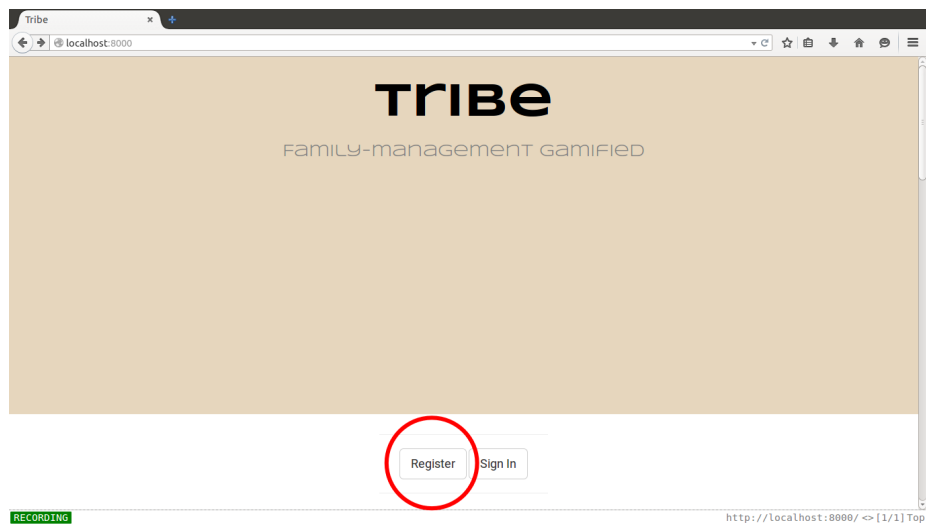 Tribe
localhost:8000
TriBe
Family-management Gamified
Register
Sign In
RECORDING
http://localhost:8000/ <> [1/1] Top